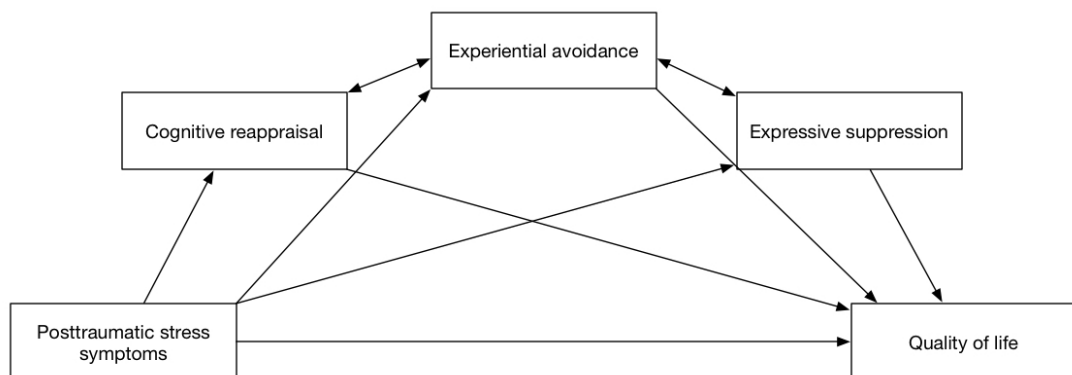 Experiential avoidance
Cognitive reappraisal
Expressive suppression
Posttraumatic stress
symptoms
Quality of life